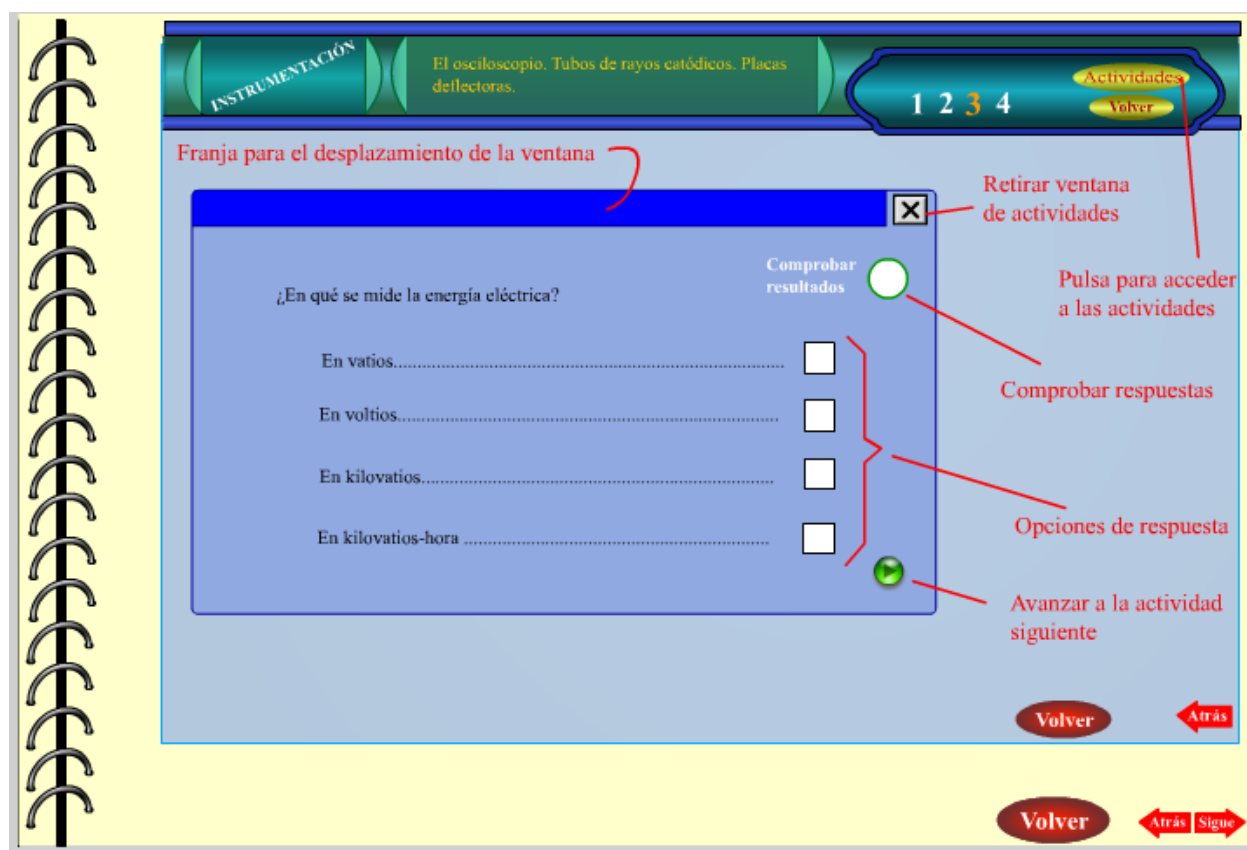 INSTRUMENTACIÓN
El osciloscopio. Tubos de rayos catódicos. Placas
deflectoras.
1 2 3 4
Actividades
Volver
Franja para el desplazamiento de la ventana
Retirar ventana
de actividades
Pulsa para acceder
a las actividades
Comprobar
resultados
¿En qué se mide la energía eléctrica?
Comprobar respuestas
En vatios....................................................................................
En voltios..................................................................................
En kilovatios............................................................................
En kilovatios-hora ..................................................................
Opciones de respuesta
Avanzar a la actividad
siguiente
Volver
Atrás
Volver
Atrás Sigue